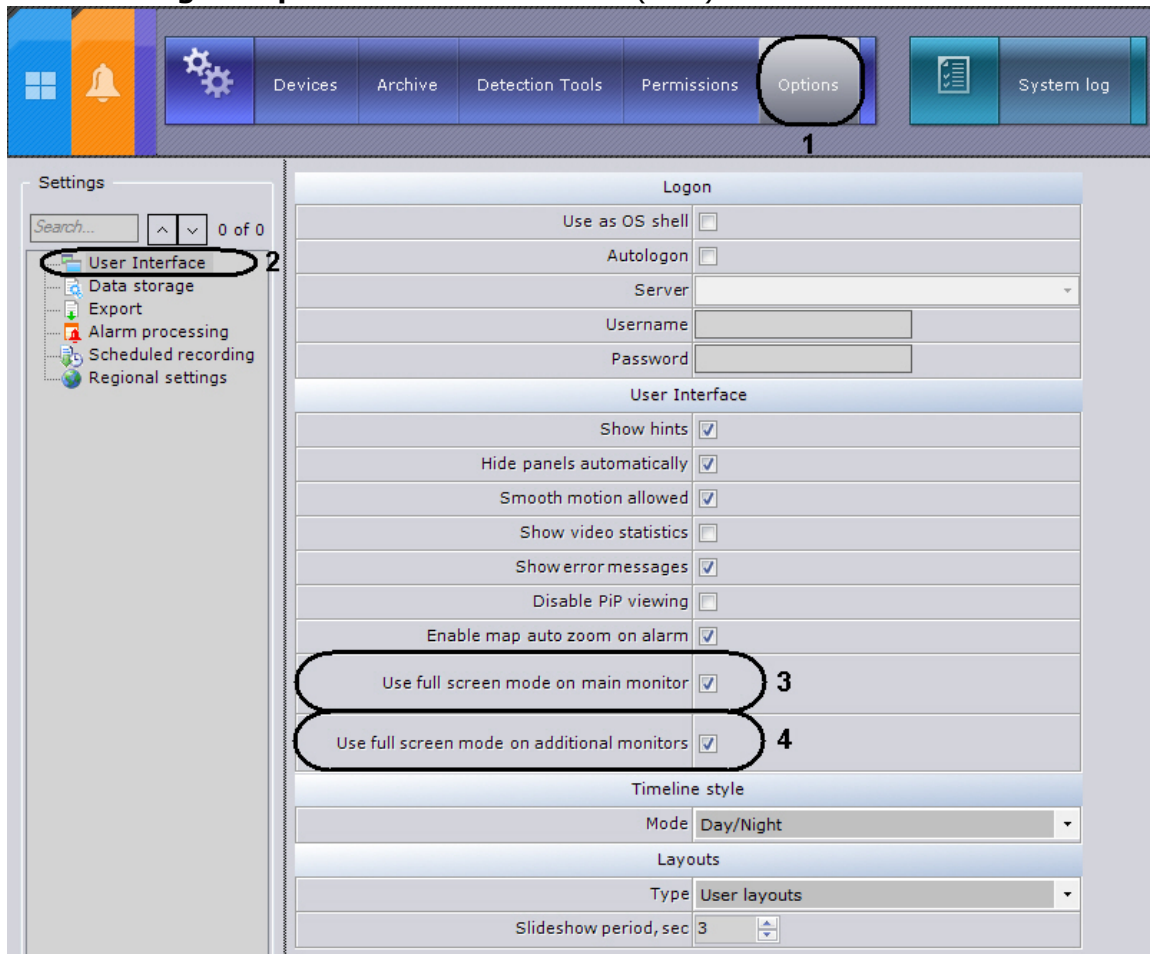 Devices Archive Detection Tools Permissions Options System log
1
Settings
Search... 0 of 0
User Interface 2
Data storage
Export
Alarm processing
Scheduled recording
Regional settings
Logon
Use as OS shell
Autologon
Server
Username
Password
User Interface
Show hints
Hide panels automatically
Smooth motion allowed
Show video statistics
Show error messages
Disable PiP viewing
Enable map auto zoom on alarm
Use full screen mode on main monitor 3
Use full screen mode on additional monitors 4
Timeline style
Mode Day/Night
Layouts
Type User layouts
Slideshow period, sec 3